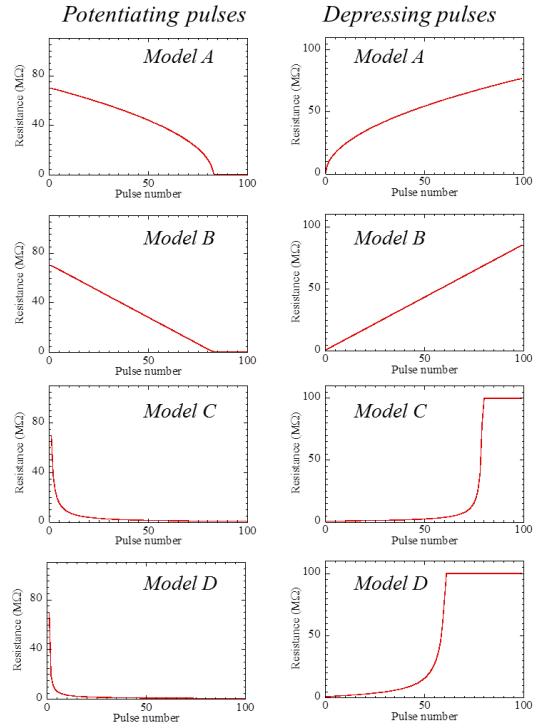 Potentiating pulses
Depressing pulses
Model A
Resistance (MΩ)
80
40
0
0
50
100
Pulse number
Model A
Resistance (MΩ)
100
50
0
0
50
100
Pulse number
Model B
Resistance (MΩ)
80
40
0
0
50
100
Pulse number
Model B
Resistance (MΩ)
100
50
0
0
50
100
Pulse number
Model C
Resistance (MΩ)
80
40
0
0
50
100
Pulse number
Model C
Resistance (MΩ)
100
50
0
0
50
100
Pulse number
Model D
Resistance (MΩ)
80
40
0
0
50
100
Pulse number
Model D
Resistance (MΩ)
100
50
0
0
50
100
Pulse number